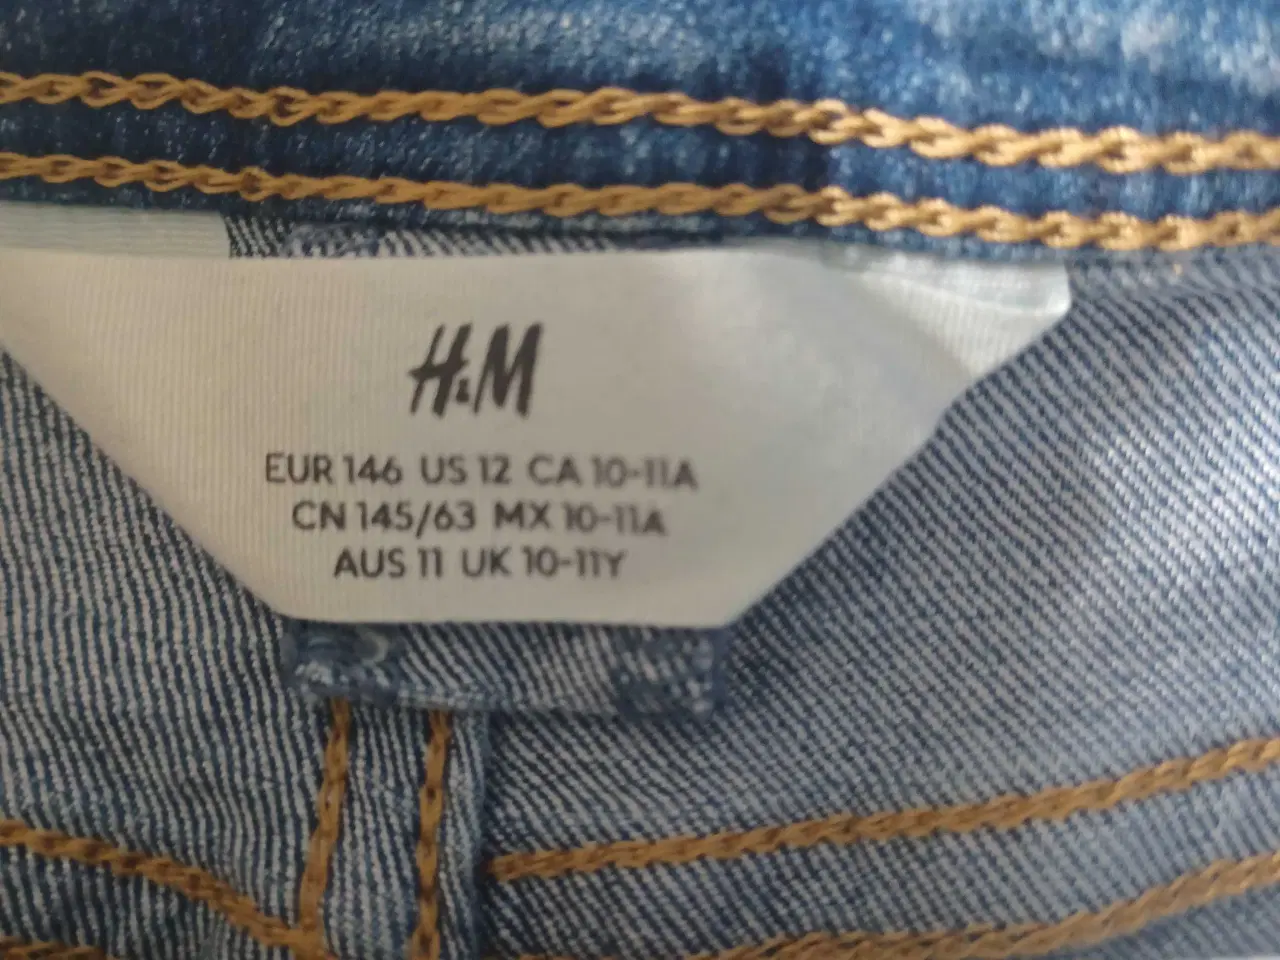 H&M
EUR 146 US 12 CA 10-11A
CN 145/63 MX 10-11A
AUS 11 UK 10-11Y